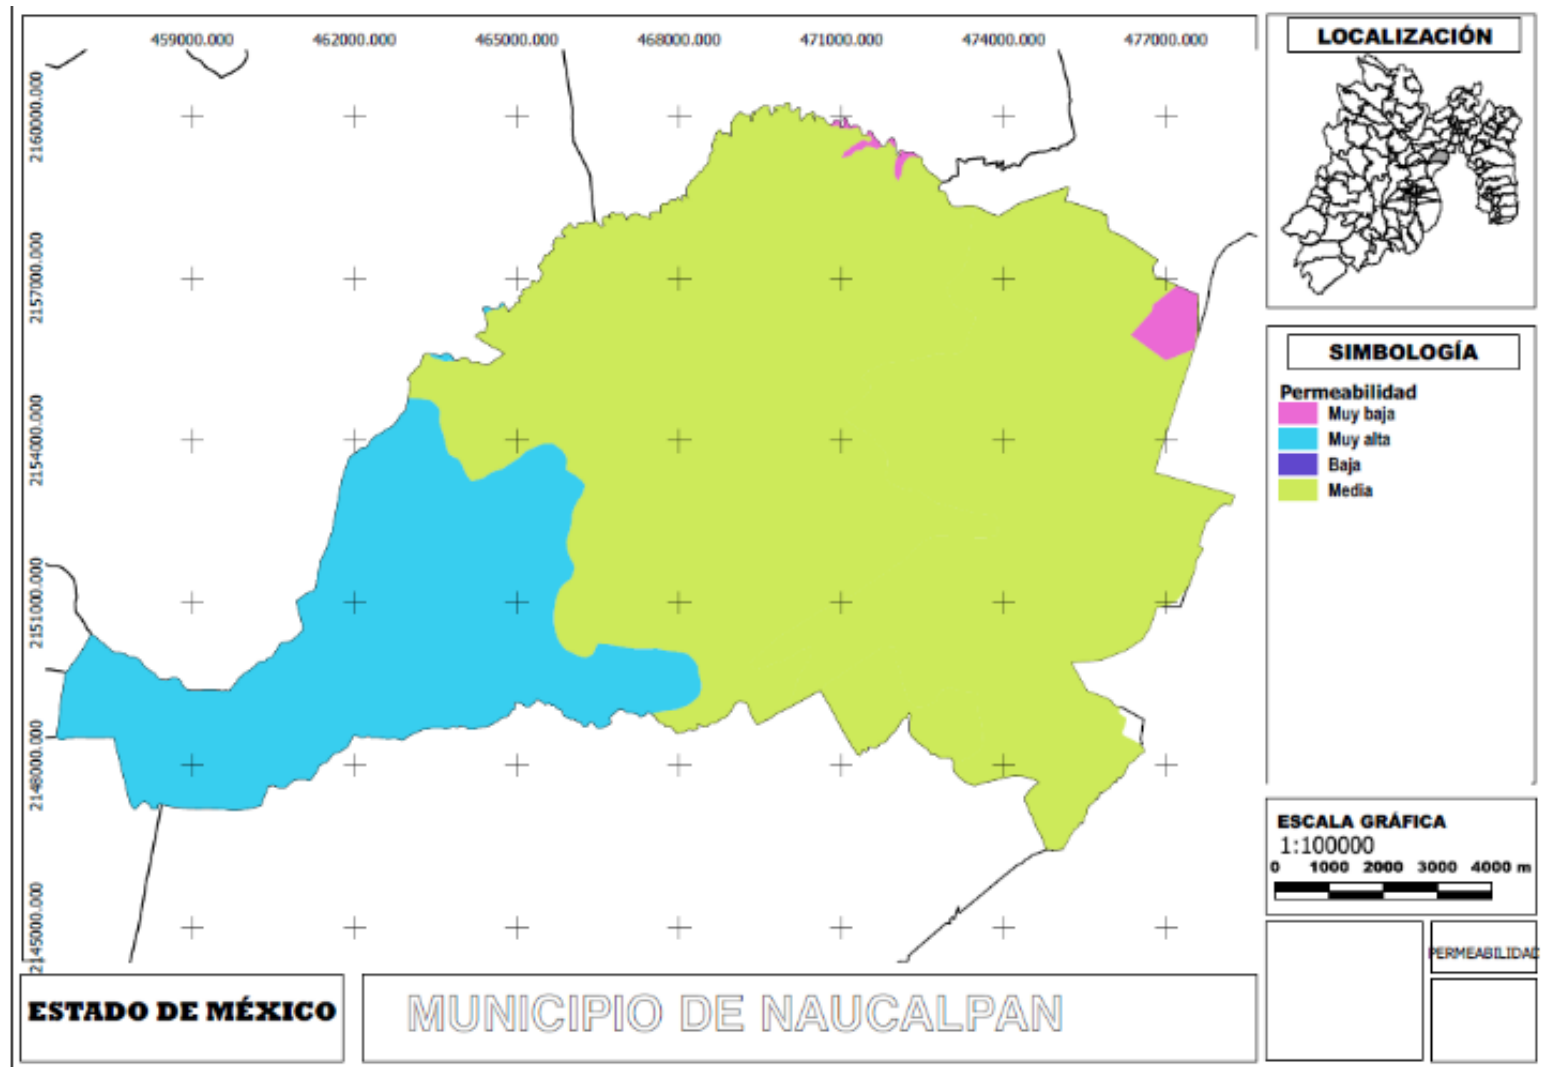 459000.000 462000.000 465000.000 468000.000 471000.000 474000.000 477000.000
2160000.000
2157000.000
2154000.000
2151000.000
2148000.000
2145000.000
LOCALIZACIÓN
SIMBOLOGÍA
Permeabilidad
Muy baja
Muy alta
Baja
Media
ESCALA GRÁFICA
1:100000
0 1000 2000 3000 4000 m
PERMEABILIDAD
ESTADO DE MÉXICO
MUNICIPIO DE NAUCALPAN